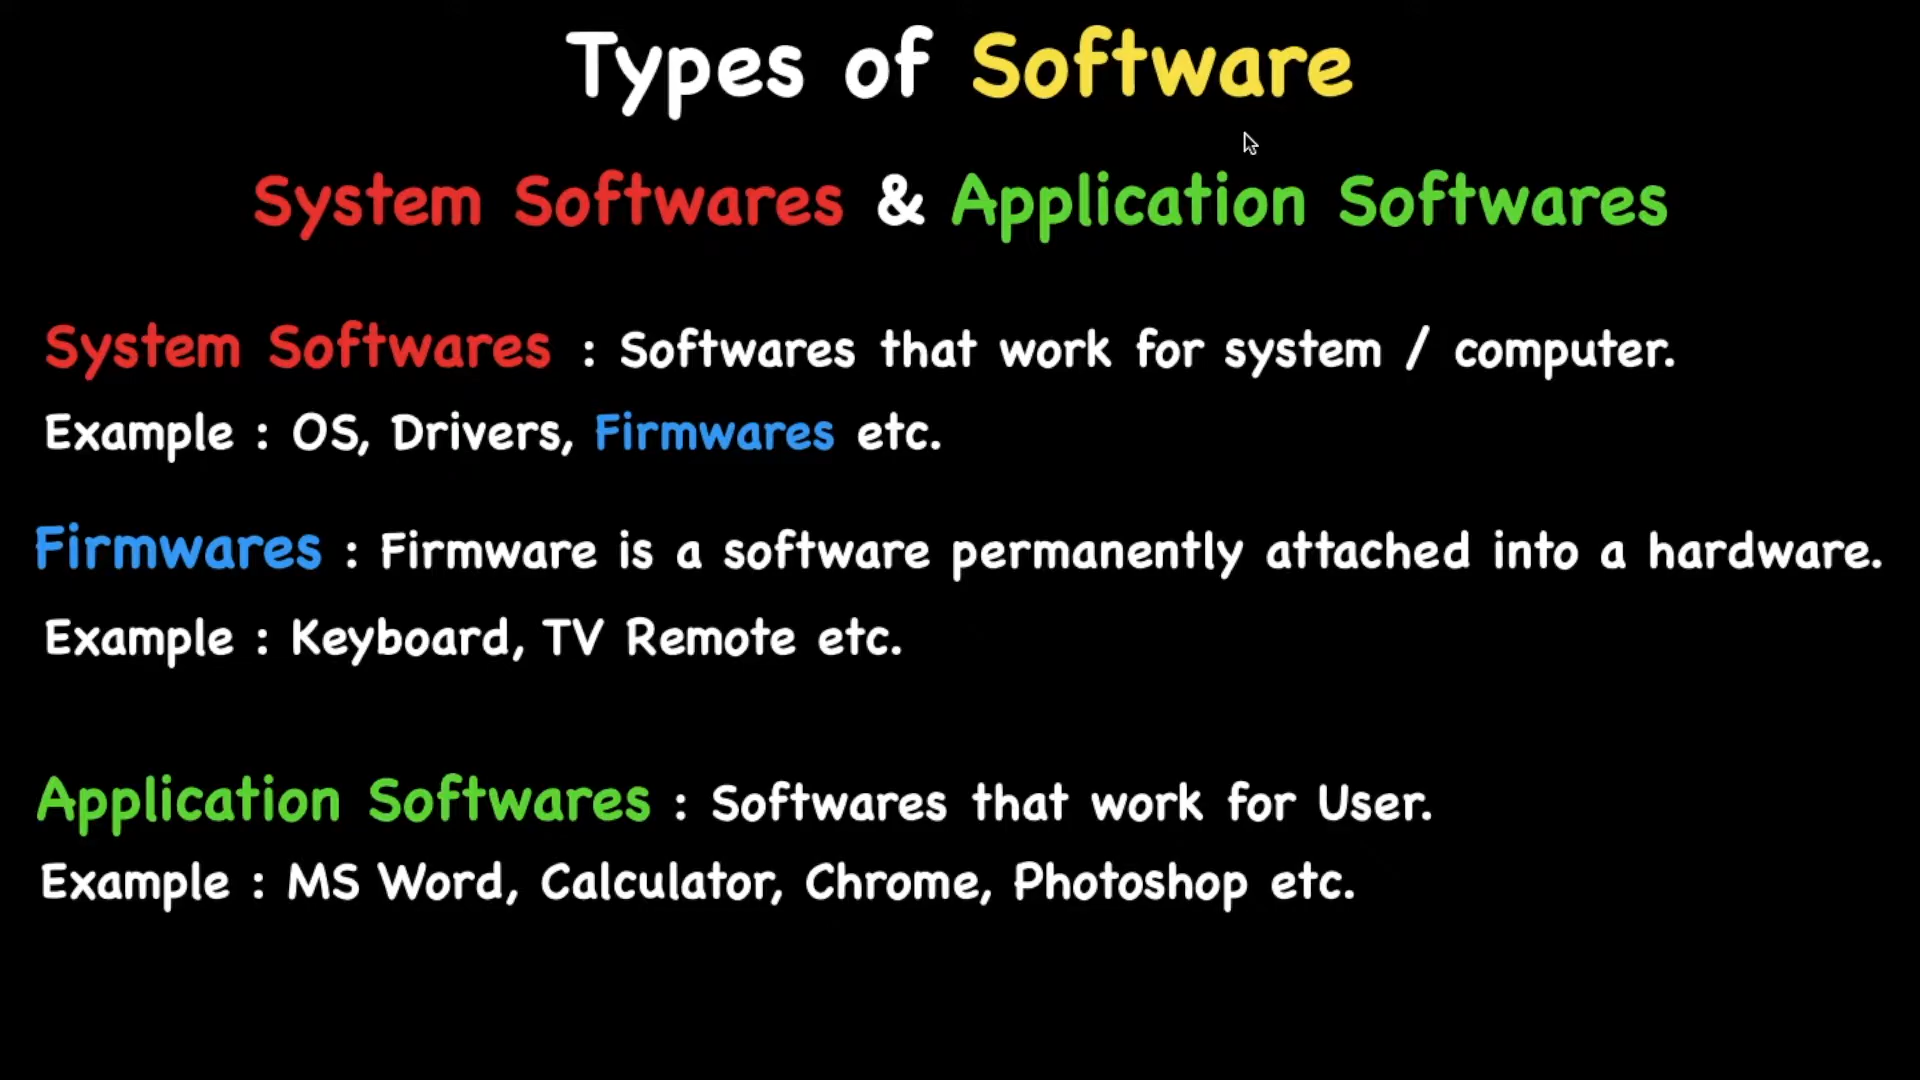 Types of Software
System Softwares & Application Softwares
System Softwares : Softwares that work for system / computer.
Example : OS, Drivers, Firmwares etc.
Firmwares : Firmware is a software permanently attached into a hardware.
Example : Keyboard, TV Remote etc.
Application Softwares : Softwares that work for User.
Example : MS Word, Calculator, Chrome, Photoshop etc.